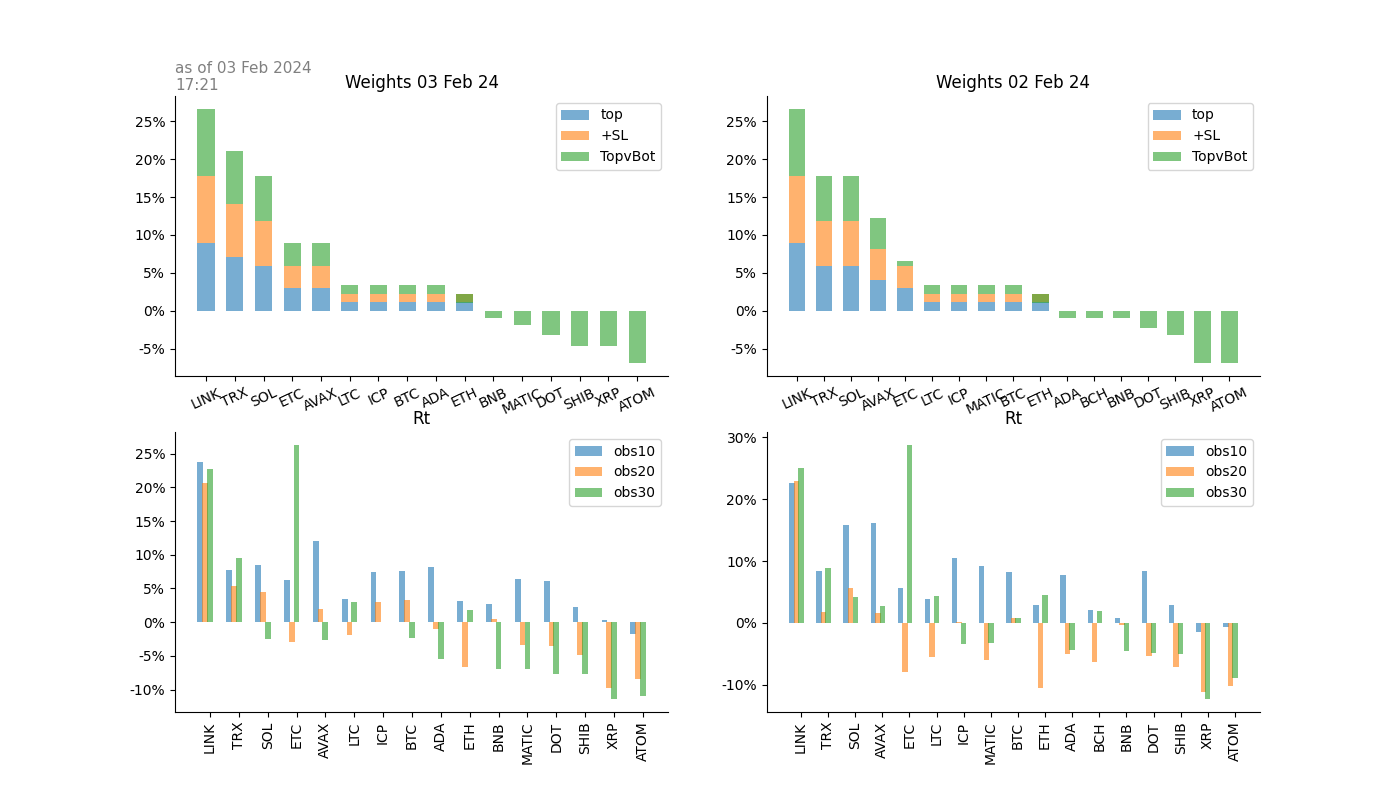 as of 03 Feb 2024
17:21
Weights 03 Feb 24
25%
20%
15%
10%
5%
0%
-5%
top
+SL
TopvBot
LINK TRX SOL ETC AVAX LTC ICP BTC ADA ETH BNB MATIC DOT SHIB XRP ATOM
Weights 02 Feb 24
25%
20%
15%
10%
5%
0%
-5%
top
+SL
TopvBot
LINK TRX SOL AVAX ETC LTC ICP MATIC BTC ETH ADA BCH BNB DOT SHIB XRP ATOM
Rt
25%
20%
15%
10%
5%
0%
-5%
-10%
obs10
obs20
obs30
LINK TRX SOL ETC AVAX LTC ICP BTC ADA ETH BNB MATIC DOT SHIB XRP ATOM
Rt
30%
20%
10%
0%
-10%
obs10
obs20
obs30
LINK TRX SOL AVAX ETC LTC ICP MATIC BTC ETH ADA BCH BNB DOT SHIB XRP ATOM